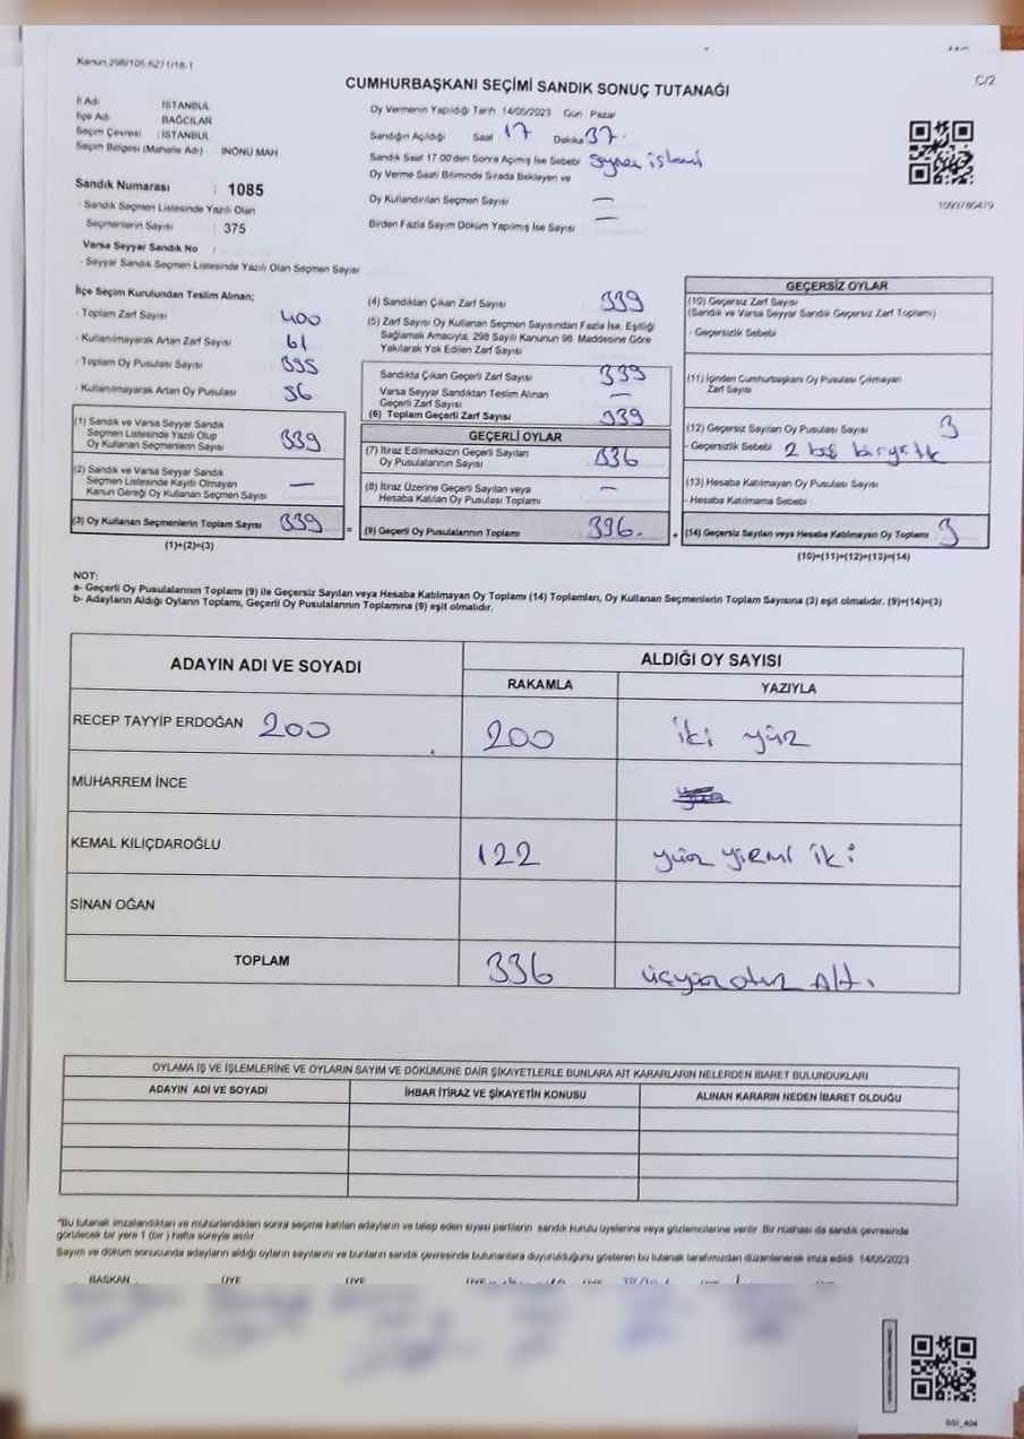 Kanun 298/105-627 1/18-1
C/2
CUMHURBAŞKANI SEÇİMİ SANDIK SONUÇ TUTANAĞI
İl Adı İSTANBUL
İlçe Adı BAĞCILAR
Seçim Çevresi : İSTANBUL
Seçim Bölgesi (Mahalle Adı) : İNÖNÜ MAH
Sandık Numarası : 1085
- Sandık Seçmen Listesinde Yazılı Olan
Seçmenlerin Sayısı 375
Varsa Seyyar Sandık No :
- Seyyar Sandık Seçmen Listesinde Yazılı Olan Seçmen Sayısı
Oy Vermenin Yapıldığı Tarih 14/05/2023 Gün Pazar
Sandığın Açıldığı Saat 17 Dakika 37
Sandık Saat 17.00'den Sonra Açılmış İse Sebebi Sayım işlemi
Oy Verme Saati Bitiminde Sırada Bekleyen ve
Oy Kullandırılan Seçmen Sayısı —
Birden Fazla Sayım Döküm Yapılmış İse Sayısı —
İlçe Seçim Kurulundan Teslim Alınan;
- Toplam Zarf Sayısı 400
- Kullanılmayarak Artan Zarf Sayısı 61
- Toplam Oy Pusulası Sayısı 395
- Kullanılmayarak Artan Oy Pusulası 56
(1) Sandık ve Varsa Seyyar Sandık
Seçmen Listesinde Yazılı Olup
Oy Kullanan Seçmenlerin Sayısı 339
(2) Sandık ve Varsa Seyyar Sandık
Seçmen Listesinde Kayıtlı Olmayan
Kanun Gereği Oy Kullanan Seçmen Sayısı —
(3) Oy Kullanan Seçmenlerin Toplam Sayısı 339 =
(1)+(2)=(3)
(4) Sandıktan Çıkan Zarf Sayısı 339
(5) Zarf Sayısı Oy Kullanan Seçmen Sayısından Fazla İse, Eşitliği
Sağlamak Amacıyla, 298 Sayılı Kanunun 98. Maddesine Göre
Yakılarak Yok Edilen Zarf Sayısı
Sandıkta Çıkan Geçerli Zarf Sayısı 339
Varsa Seyyar Sandıktan Teslim Alınan
Geçerli Zarf Sayısı —
(6) Toplam Geçerli Zarf Sayısı 339
GEÇERLİ OYLAR
(7) İtiraz Edilmeksizin Geçerli Sayılan
Oy Pusulalarının Sayısı 336
(8) İtiraz Üzerine Geçerli Sayılan veya
Hesaba Katılan Oy Pusulası Toplamı —
(9) Geçerli Oy Pusulalarının Toplamı 336. +
GEÇERSİZ OYLAR
(10) Geçersiz Zarf Sayısı
(Sandık ve Varsa Seyyar Sandık Geçersiz Zarf Toplamı)
- Geçersizlik Sebebi
(11) İçinden Cumhurbaşkanı Oy Pusulası Çıkmayan
Zarf Sayısı
(12) Geçersiz Sayılan Oy Pusulası Sayısı 3
- Geçersizlik Sebebi 2 boş bir yırtık
(13) Hesaba Katılmayan Oy Pusulası Sayısı
- Hesaba Katılmama Sebebi
(14) Geçersiz Sayılan veya Hesaba Katılmayan Oy Toplamı 3
(10)+(11)+(12)+(13)=(14)
NOT:
a- Geçerli Oy Pusulalarının Toplamı (9) ile Geçersiz Sayılan veya Hesaba Katılmayan Oy Toplamı (14) Toplamları, Oy Kullanan Seçmenlerin Toplam Sayısına (3) eşit olmalıdır. (9)+(14)=(3)
b- Adayların Aldığı Oyların Toplamı, Geçerli Oy Pusulalarının Toplamına (9) eşit olmalıdır.
ADAYIN ADI VE SOYADI ALDIĞI OY SAYISI
RAKAMLA YAZIYLA
RECEP TAYYİP ERDOĞAN 200 200 iki yüz
MUHARREM İNCE
KEMAL KILIÇDAROĞLU 122 yüz yirmi iki
SİNAN OĞAN
TOPLAM 336 üçyüz otuz Altı.
OYLAMA İŞ VE İŞLEMLERİNE VE OYLARIN SAYIM VE DÖKÜMÜNE DAİR ŞİKAYETLERLE BUNLARA AİT KARARLARIN NELERDEN İBARET BULUNDUKLARI
ADAYIN ADI VE SOYADI İHBAR İTİRAZ VE ŞİKAYETİN KONUSU ALINAN KARARIN NEDEN İBARET OLDUĞU
*Bu tutanak imzalandıktan ve mühürlendikten sonra seçime katılan adayların ve talep eden siyasi partilerin sandık kurulu üyelerine veya gözlemcilerine verilir. Bir nüshası da sandık çevresinde
görülecek bir yere 1 (bir) hafta süreyle asılır.
Sayım ve döküm sonucunda adayların aldığı oyların sayılarını ve bunların sandık çevresinde bulunanlara duyurulduğunu gösteren bu tutanak tarafımızdan düzenlenerek imza edildi. 14/05/2023
BAŞKAN ÜYE ÜYE ÜYE